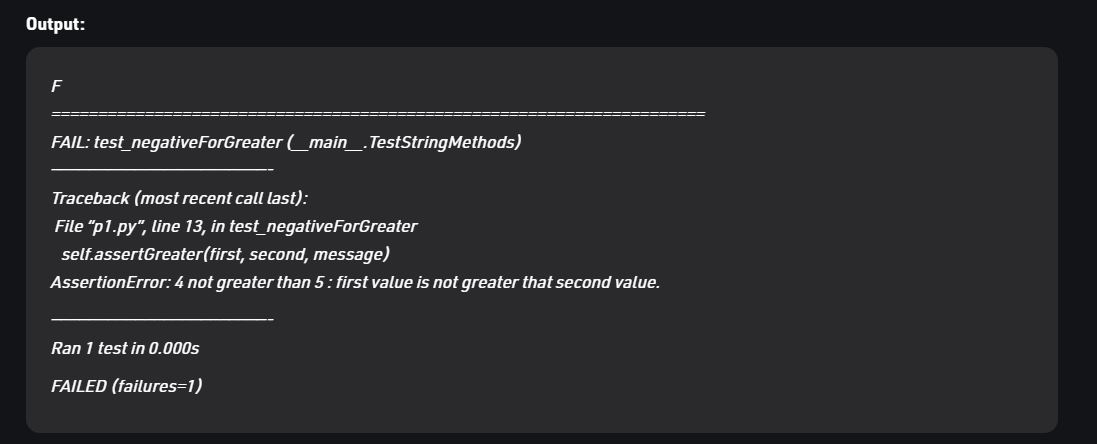 Output:
F
======================================================================
FAIL: test_negativeForGreater (__main__.TestStringMethods)
———————————————————————-
Traceback (most recent call last):
File “p1.py”, line 13, in test_negativeForGreater
self.assertGreater(first, second, message)
AssertionError: 4 not greater than 5 : first value is not greater that second value.
———————————————————————-
Ran 1 test in 0.000s
FAILED (failures=1)